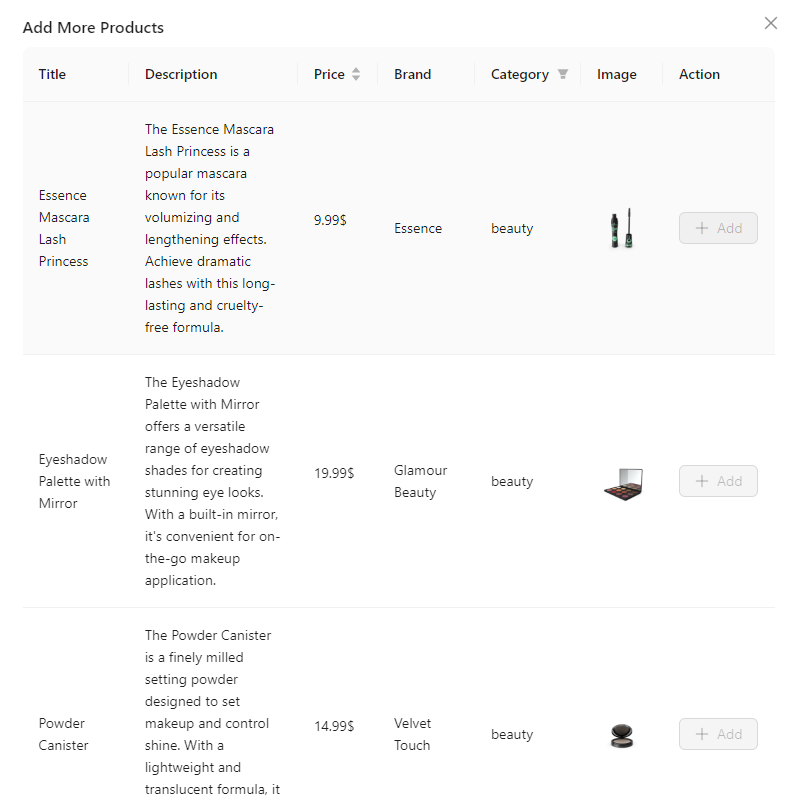 Add More Products
Title
Description
Price
Brand
Category
Image
Action
Essence
Mascara
Lash
Princess
The Essence Mascara
Lash Princess is a
popular mascara
known for its
volumizing and
lengthening effects.
Achieve dramatic
lashes with this long-
lasting and cruelty-
free formula.
9.99$
Essence
beauty
Add
Eyeshadow
Palette with
Mirror
The Eyeshadow
Palette with Mirror
offers a versatile
range of eyeshadow
shades for creating
stunning eye looks.
With a built-in mirror,
it's convenient for on-
the-go makeup
application.
19.99$
Glamour
Beauty
beauty
Add
Powder
Canister
The Powder Canister
is a finely milled
setting powder
designed to set
makeup and control
shine. With a
lightweight and
translucent formula, it
14.99$
Velvet
Touch
beauty
Add